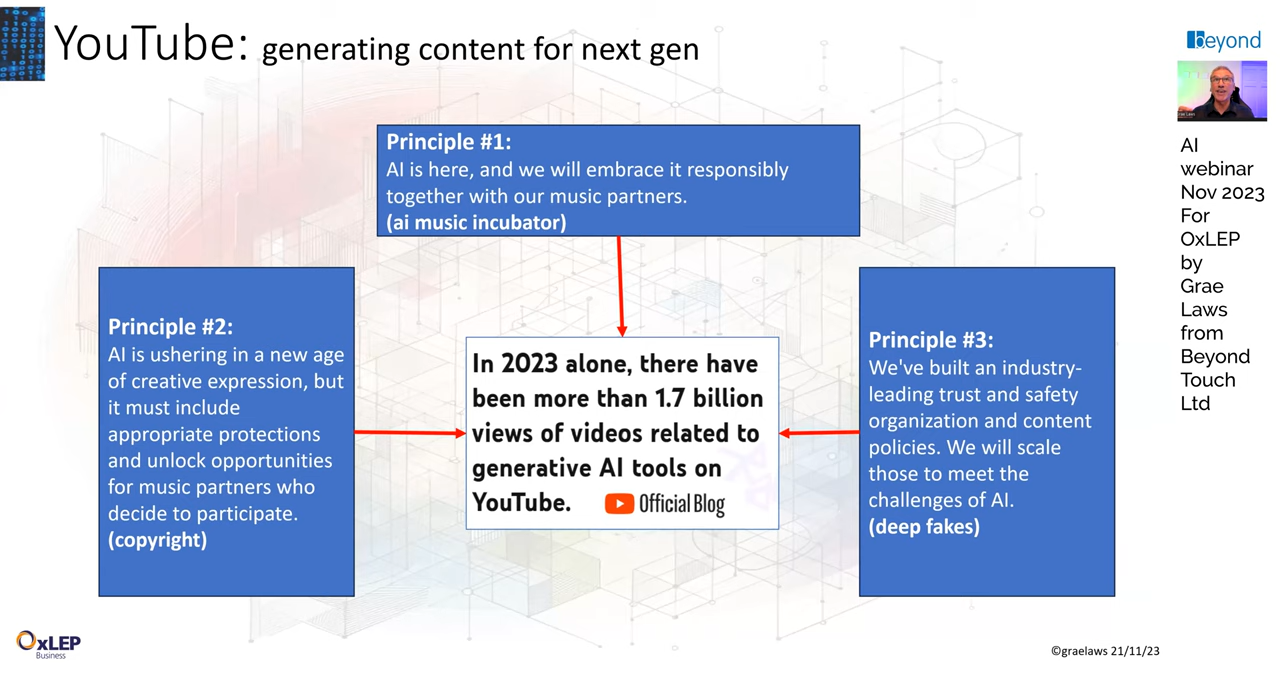 YouTube: generating content for next gen
Principle #1:
AI is here, and we will embrace it responsibly
together with our music partners.
(ai music incubator)
Principle #2:
AI is ushering in a new age
of creative expression, but
it must include
appropriate protections
and unlock opportunities
for music partners who
decide to participate.
(copyright)
In 2023 alone, there have
been more than 1.7 billion
views of videos related to
generative AI tools on
YouTube. Official Blog
Principle #3:
We've built an industry-
leading trust and safety
organization and content
policies. We will scale
those to meet the
challenges of AI.
(deep fakes)
beyond
AI
webinar
Nov 2023
For
OxLEP
by
Grae
Laws
from
Beyond
Touch
Ltd
OxLEP
Business
©graelaws 21/11/23